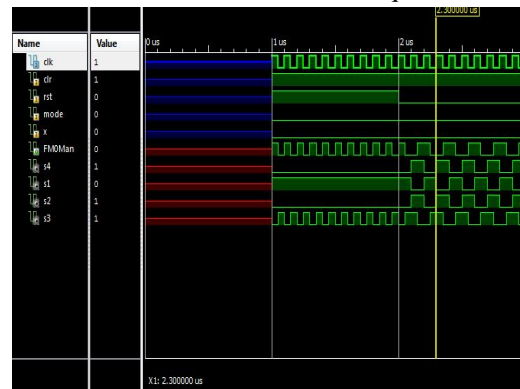 2.300000 us
Name Value 0 us 1 us 2 us
clk 1
clr 1
rst 0
mode 0
x 0
FM0Man 0
s4 1
s1 0
s2 1
s3 1
X1: 2.300000 us